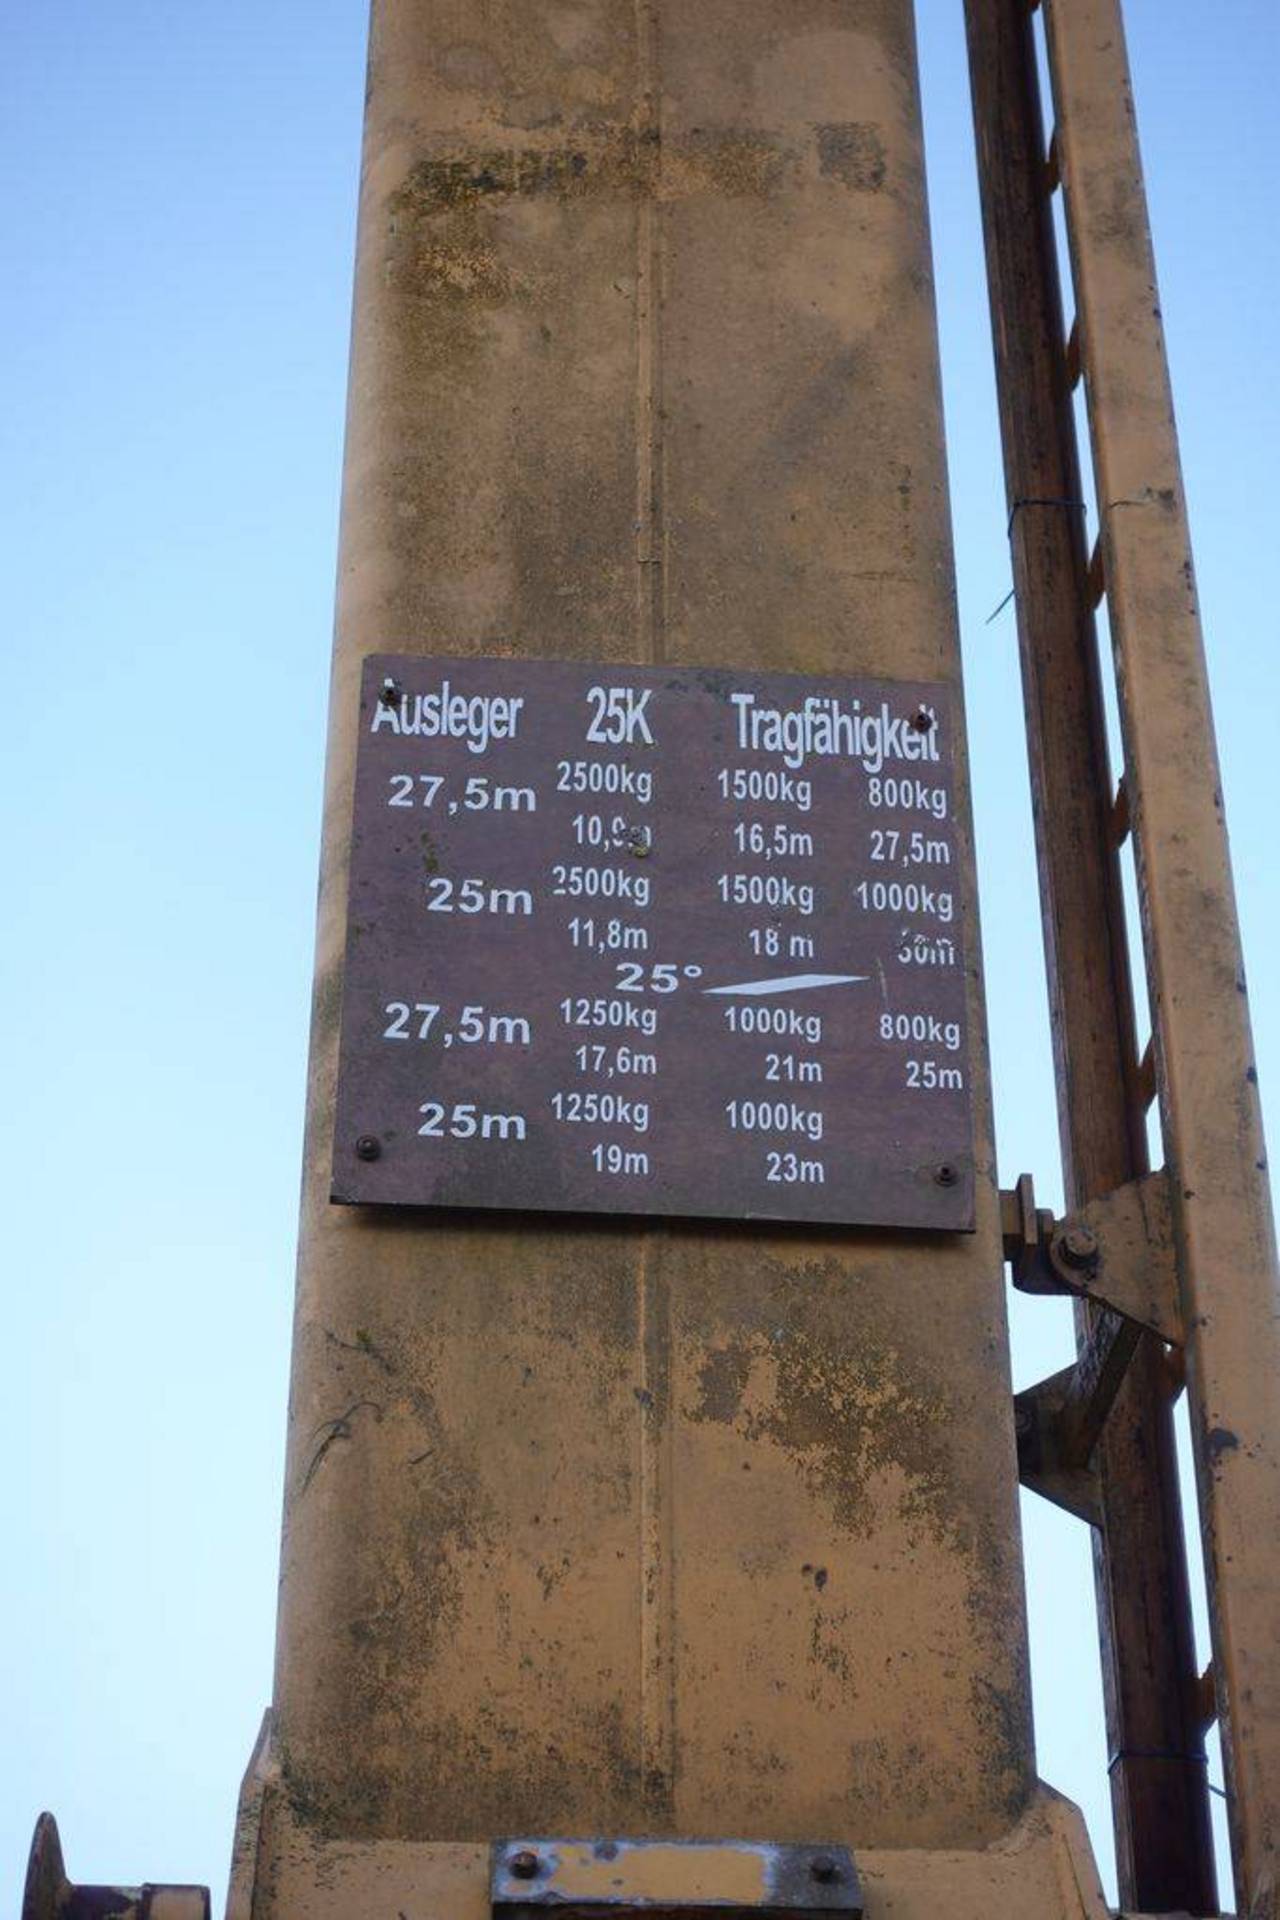 Ausleger 25K Tragfähigkeit
27,5m 2500kg 1500kg 800kg
16,5m 27,5m
25m 2500kg 1500kg 1000kg
11,8m 18 m
25°
27,5m 1250kg 1000kg 800kg
17,6m 21m 25m
25m 1250kg 1000kg
19m 23m